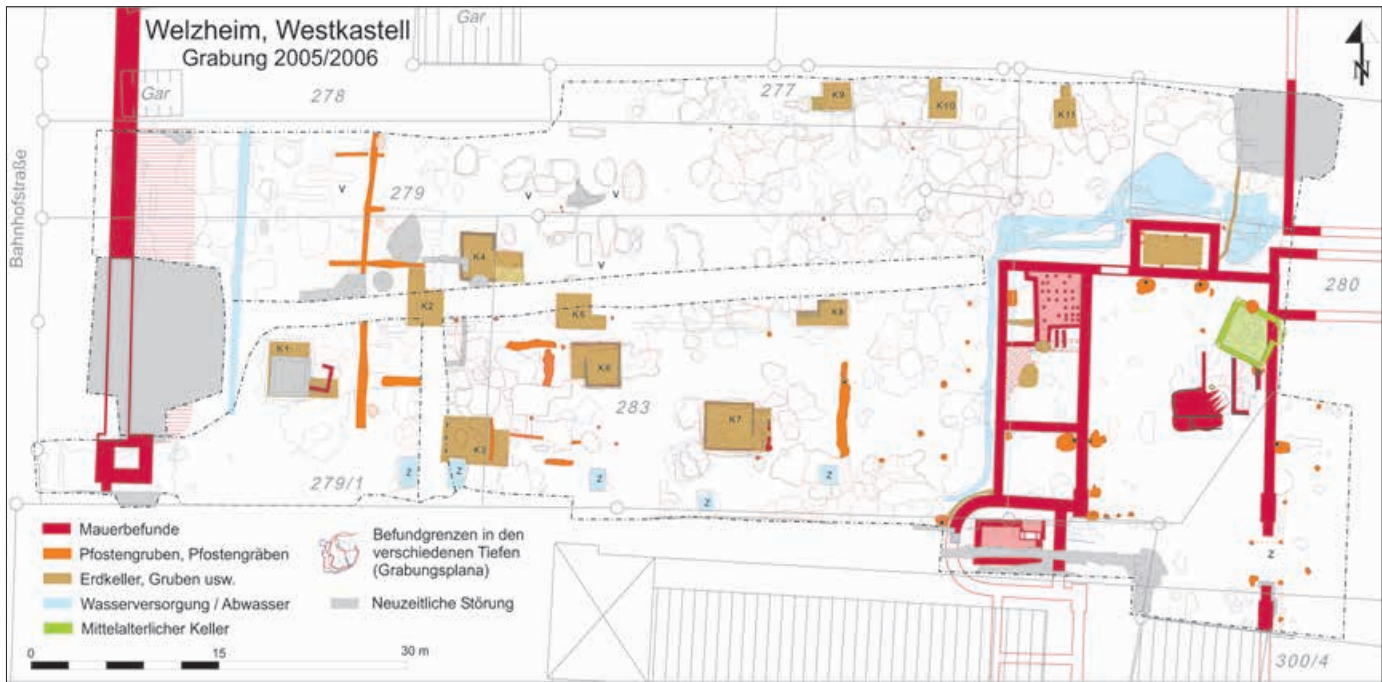 Welzheim, Westkastell
Grabung 2005/2006
Gar
N
Gar
278
277
K9
K10
K11
Bahnhofstraße
V
279
V
V
K4
V
280
K2
K5
K8
K1
K6
283
K7
K3
Z
Z
Z
Z
Z
279/1
Z
Mauerbefunde
Pfostengruben, Pfostengräben
Erdkeller, Gruben usw.
Wasserversorgung / Abwasser
Mittelalterlicher Keller
Befundgrenzen in den
verschiedenen Tiefen
(Grabungsplana)
Neuzeitliche Störung
0 15 30 m
300/4